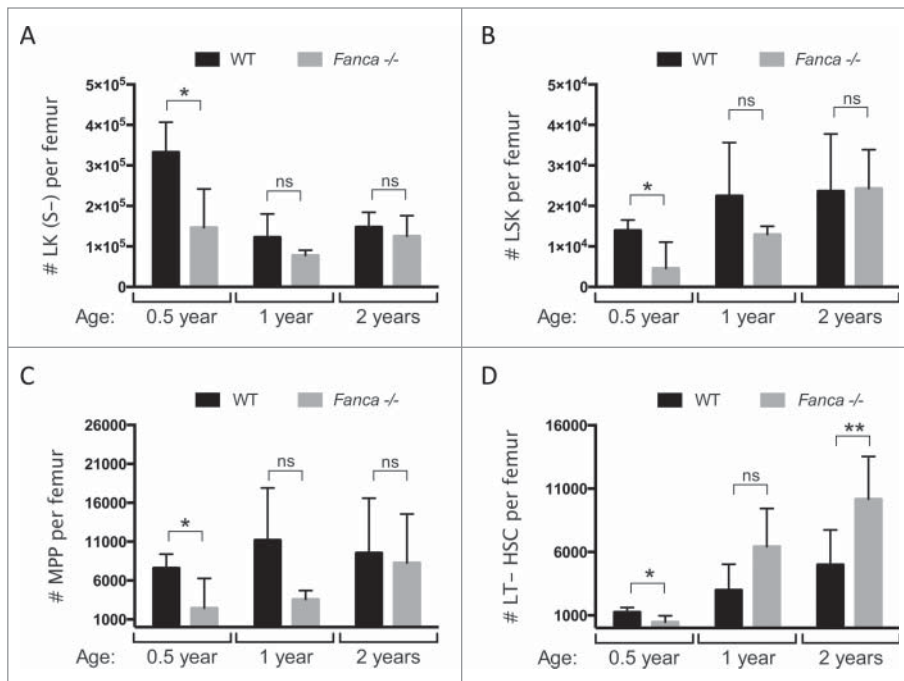 A
WT Fanca -/-
# LK (S−) per femur
5×10⁵
4×10⁵
3×10⁵
2×10⁵
1×10⁵
0
*
ns
ns
Age: 0.5 year 1 year 2 years
B
WT Fanca -/-
# LSK per femur
5×10⁴
4×10⁴
3×10⁴
2×10⁴
1×10⁴
0
*
ns
ns
Age: 0.5 year 1 year 2 years
C
WT Fanca -/-
# MPP per femur
26000
21000
16000
11000
6000
1000
*
ns
ns
Age: 0.5 year 1 year 2 years
D
WT Fanca -/-
# LT− HSC per femur
16000
11000
6000
1000
*
ns
**
Age: 0.5 year 1 year 2 years